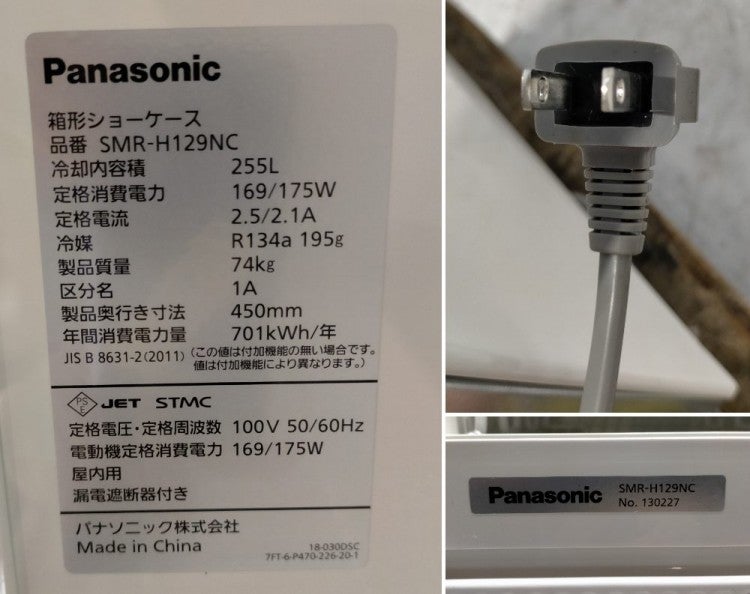 Panasonic
箱形ショーケース
品番 SMR-H129NC
冷却内容積 255L
定格消費電力 169/175W
定格電流 2.5/2.1A
冷媒 R134a 195g
製品質量 74kg
区分名 1A
製品奥行き寸法 450mm
年間消費電力量 701kWh/年
JIS B 8631-2(2011) (この値は付加機能の無い場合です。
値は付加機能により異なります。)
PSE JET STMC
定格電圧・定格周波数 100V 50/60Hz
電動機定格消費電力 169/175W
屋内用
漏電遮断器付き
パナソニック株式会社
Made in China
18-030DSC
7FT-6-P470-226-20-1
Panasonic SMR-H129NC
No. 130227